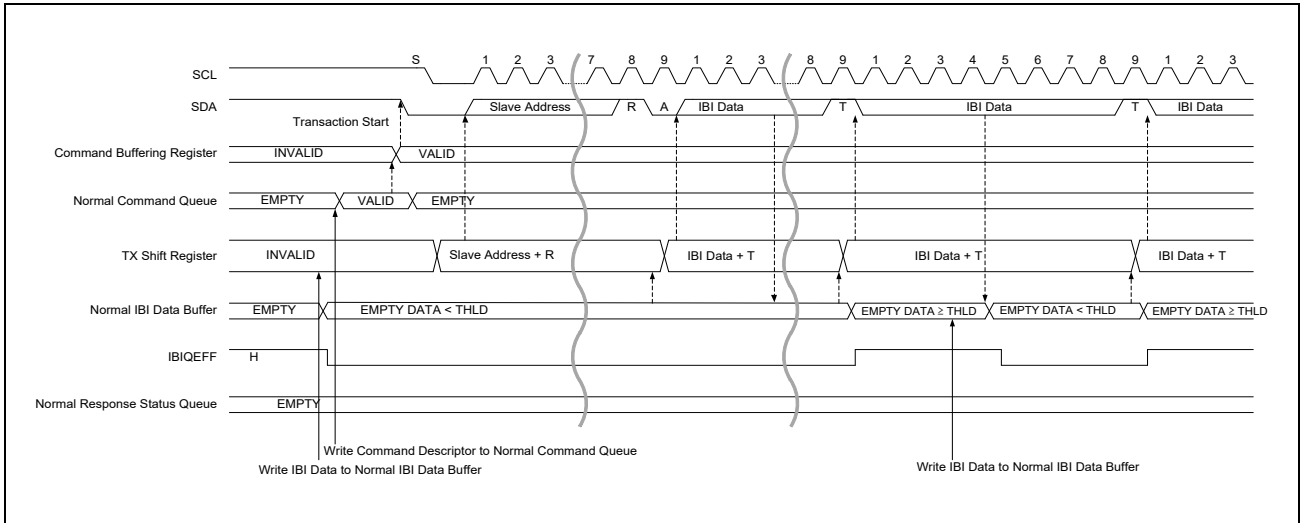 S 1 2 3 7 8 9 1 2 3 8 9 1 2 3 4 5 6 7 8 9 1 2 3
SCL
SDA Slave Address R A IBI Data T IBI Data T IBI Data
Transaction Start
Command Buffering Register INVALID VALID
Normal Command Queue EMPTY VALID EMPTY
TX Shift Register INVALID Slave Address + R IBI Data + T IBI Data + T IBI Data + T
Normal IBI Data Buffer EMPTY EMPTY DATA < THLD EMPTY DATA ≥ THLD EMPTY DATA < THLD EMPTY DATA ≥ THLD
IBIQEFF H
Normal Response Status Queue EMPTY
Write Command Descriptor to Normal Command Queue
Write IBI Data to Normal IBI Data Buffer Write IBI Data to Normal IBI Data Buffer